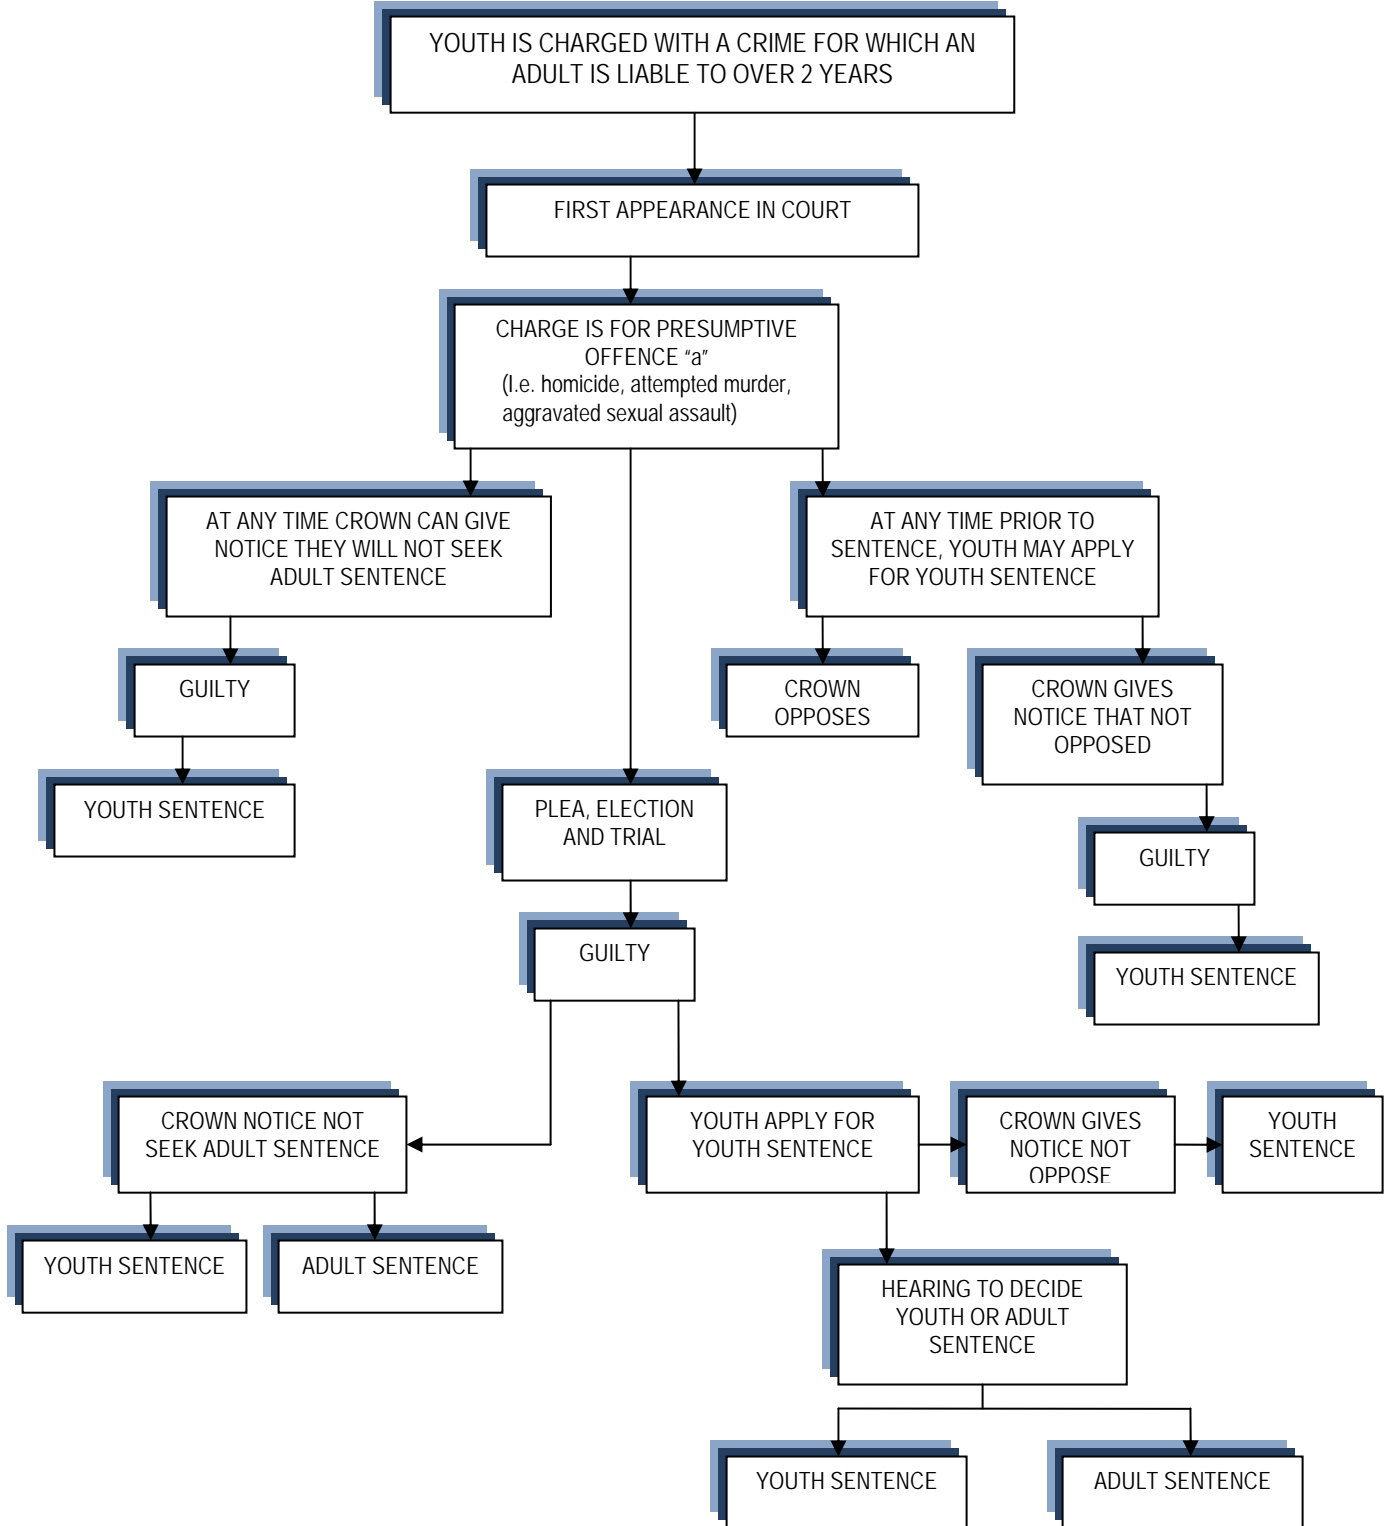 YOUTH IS CHARGED WITH A CRIME FOR WHICH AN
ADULT IS LIABLE TO OVER 2 YEARS
FIRST APPEARANCE IN COURT
CHARGE IS FOR PRESUMPTIVE
OFFENCE "a"
(I.e. homicide, attempted murder,
aggravated sexual assault)
AT ANY TIME CROWN CAN GIVE
NOTICE THEY WILL NOT SEEK
ADULT SENTENCE
AT ANY TIME PRIOR TO
SENTENCE, YOUTH MAY APPLY
FOR YOUTH SENTENCE
GUILTY
CROWN
OPPOSES
CROWN GIVES
NOTICE THAT NOT
OPPOSED
YOUTH SENTENCE
PLEA, ELECTION
AND TRIAL
GUILTY
GUILTY
YOUTH SENTENCE
CROWN NOTICE NOT
SEEK ADULT SENTENCE
YOUTH APPLY FOR
YOUTH SENTENCE
CROWN GIVES
NOTICE NOT
OPPOSE
YOUTH
SENTENCE
YOUTH SENTENCE
ADULT SENTENCE
HEARING TO DECIDE
YOUTH OR ADULT
SENTENCE
YOUTH SENTENCE
ADULT SENTENCE